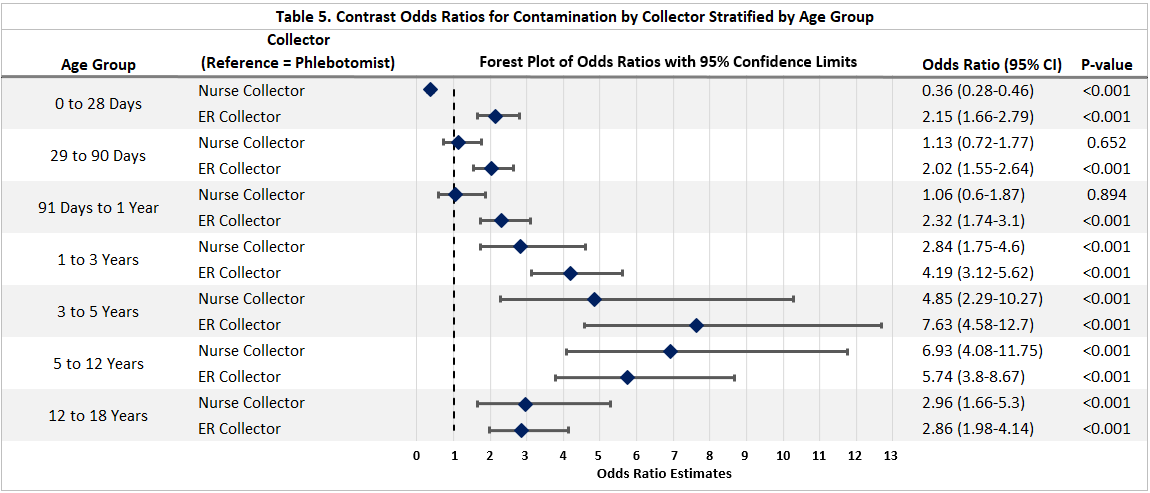 Table 5. Contrast Odds Ratios for Contamination by Collector Stratified by Age Group
Age Group
Collector
(Reference = Phlebotomist)
Forest Plot of Odds Ratios with 95% Confidence Limits
Odds Ratio (95% CI)
P-value
0 to 28 Days
Nurse Collector
0.36 (0.28-0.46)
<0.001
ER Collector
2.15 (1.66-2.79)
<0.001
29 to 90 Days
Nurse Collector
1.13 (0.72-1.77)
0.652
ER Collector
2.02 (1.55-2.64)
<0.001
91 Days to 1 Year
Nurse Collector
1.06 (0.6-1.87)
0.894
ER Collector
2.32 (1.74-3.1)
<0.001
1 to 3 Years
Nurse Collector
2.84 (1.75-4.6)
<0.001
ER Collector
4.19 (3.12-5.62)
<0.001
3 to 5 Years
Nurse Collector
4.85 (2.29-10.27)
<0.001
ER Collector
7.63 (4.58-12.7)
<0.001
5 to 12 Years
Nurse Collector
6.93 (4.08-11.75)
<0.001
ER Collector
5.74 (3.8-8.67)
<0.001
12 to 18 Years
Nurse Collector
2.96 (1.66-5.3)
<0.001
ER Collector
2.86 (1.98-4.14)
<0.001
0 1 2 3 4 5 6 7 8 9 10 11 12 13
Odds Ratio Estimates